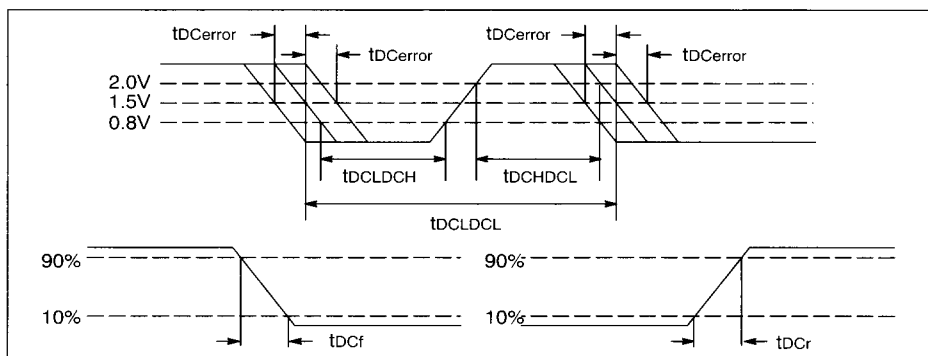 tDCerror tDCerror
tDCerror tDCerror
2.0V
1.5V
0.8V
tDCLDCH tDCHDCL
tDCLDCL
90% 90%
10% 10%
tDCf tDCr